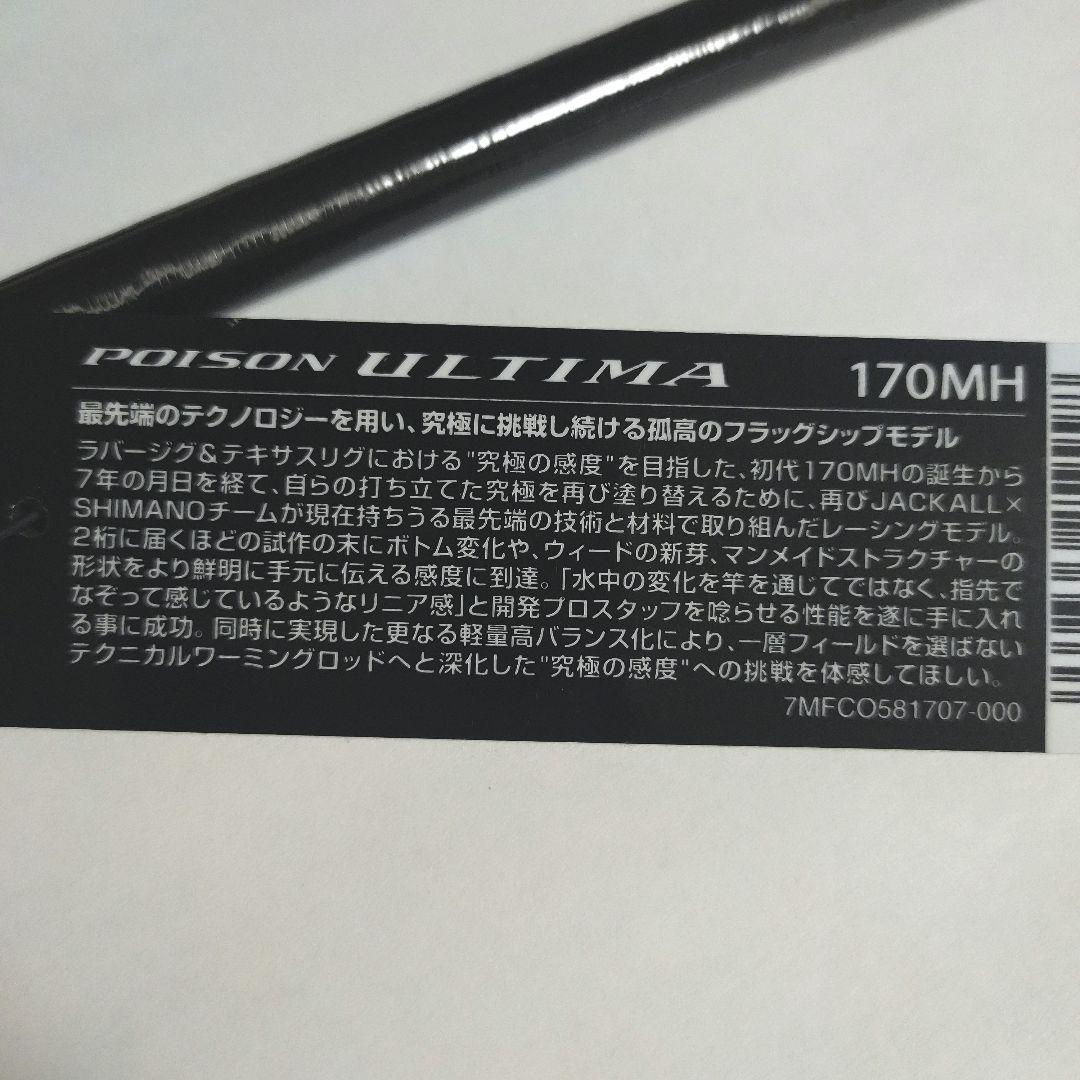 POISON ULTIMA 170MH
最先端のテクノロジーを用い、究極に挑戦し続ける孤高のフラッグシップモデル
ラバージグ&テキサスリグにおける"究極の感度"を目指した、初代170MHの誕生から
7年の月日を経て、自らの打ち立てた究極を再び塗り替えるために、再びJACKALL×
SHIMANOチームが現在持ちうる最先端の技術と材料で取り組んだレーシングモデル。
2桁に届くほどの試作の末にボトム変化や、ウィードの新芽、マンメイドストラクチャーの
形状をより鮮明に手元に伝える感度に到達。「水中の変化を竿を通じてではなく、指先で
なぞって感じているようなリニア感」と開発プロスタッフを唸らせる性能を遂に手に入れ
る事に成功。同時に実現した更なる軽量高バランス化により、一層フィールドを選ばない
テクニカルワーミングロッドへと深化した"究極の感度"への挑戦を体感してほしい。
7MFCO581707-000